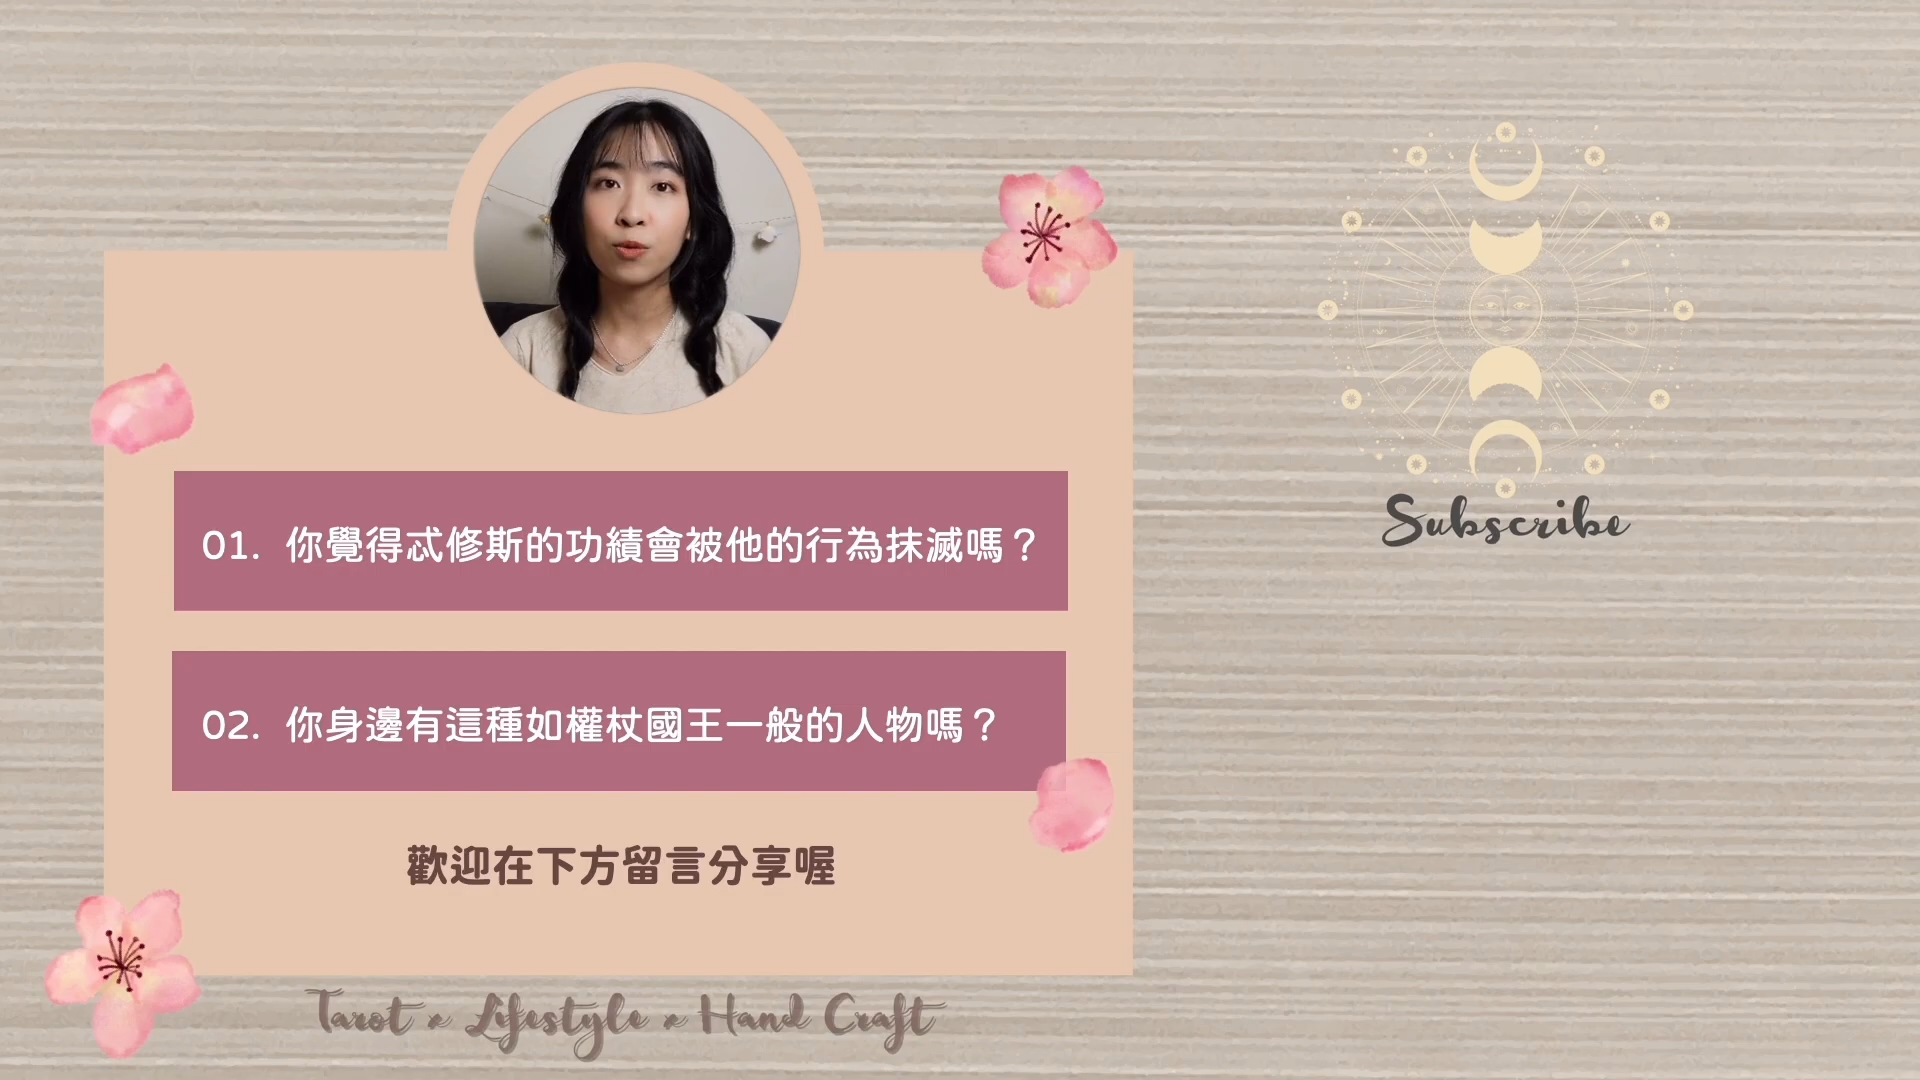 01. 你覺得忒修斯的功績會被他的行為抹滅嗎？
02. 你身邊有這種如權杖國王一般的人物嗎？
歡迎在下方留言分享喔
Subscribe
Tarot x Lifestyle x Hand Craft